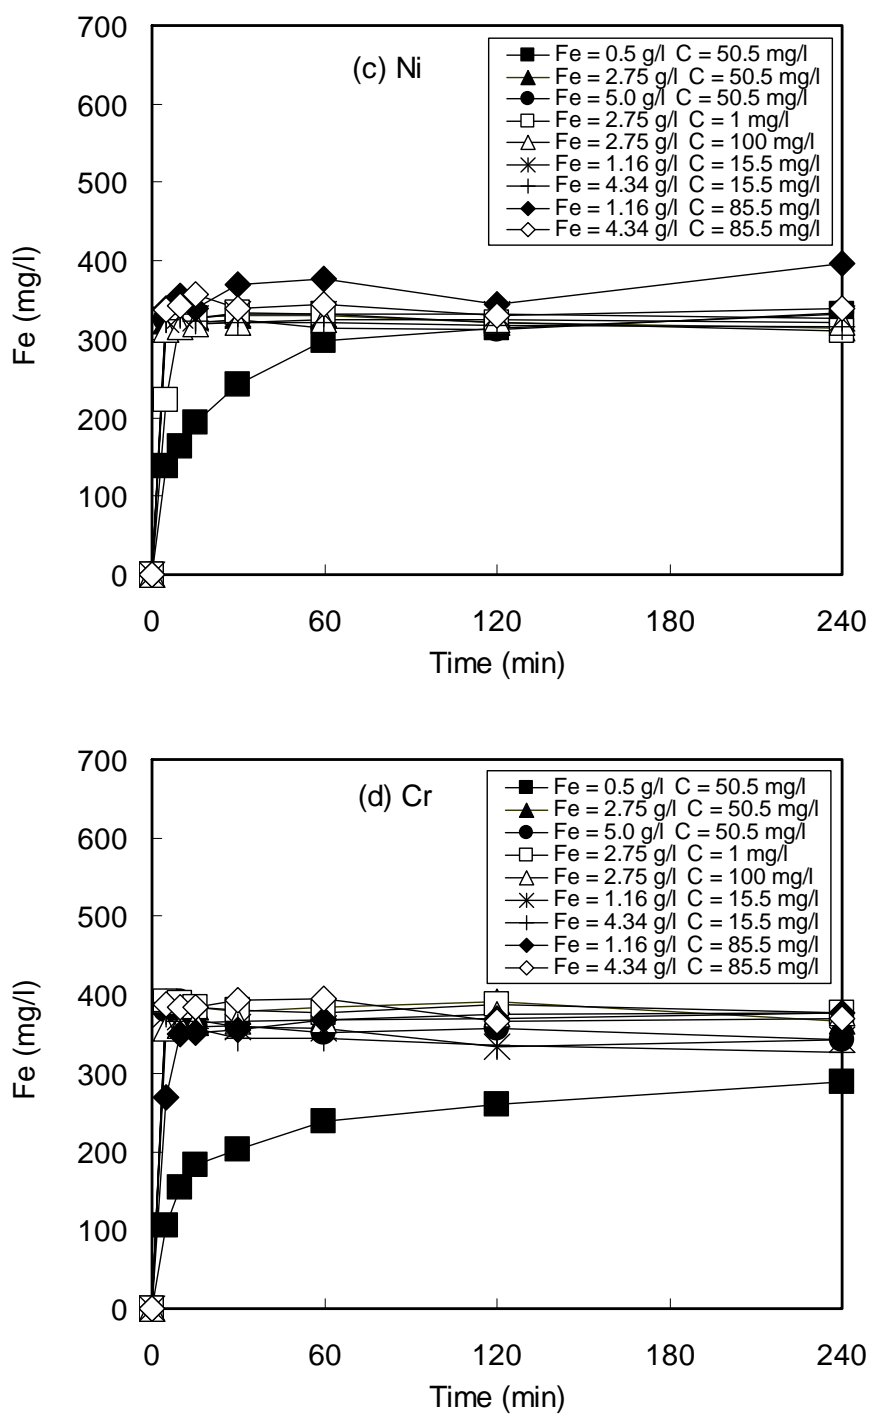 700
600
500
400
300
200
100
0
Fe (mg/l)
(c) Ni
Fe = 0.5 g/l C = 50.5 mg/l
Fe = 2.75 g/l C = 50.5 mg/l
Fe = 5.0 g/l C = 50.5 mg/l
Fe = 2.75 g/l C = 1 mg/l
Fe = 2.75 g/l C = 100 mg/l
Fe = 1.16 g/l C = 15.5 mg/l
Fe = 4.34 g/l C = 15.5 mg/l
Fe = 1.16 g/l C = 85.5 mg/l
Fe = 4.34 g/l C = 85.5 mg/l
0 60 120 180 240
Time (min)
700
600
500
400
300
200
100
0
Fe (mg/l)
(d) Cr
Fe = 0.5 g/l C = 50.5 mg/l
Fe = 2.75 g/l C = 50.5 mg/l
Fe = 5.0 g/l C = 50.5 mg/l
Fe = 2.75 g/l C = 1 mg/l
Fe = 2.75 g/l C = 100 mg/l
Fe = 1.16 g/l C = 15.5 mg/l
Fe = 4.34 g/l C = 15.5 mg/l
Fe = 1.16 g/l C = 85.5 mg/l
Fe = 4.34 g/l C = 85.5 mg/l
0 60 120 180 240
Time (min)